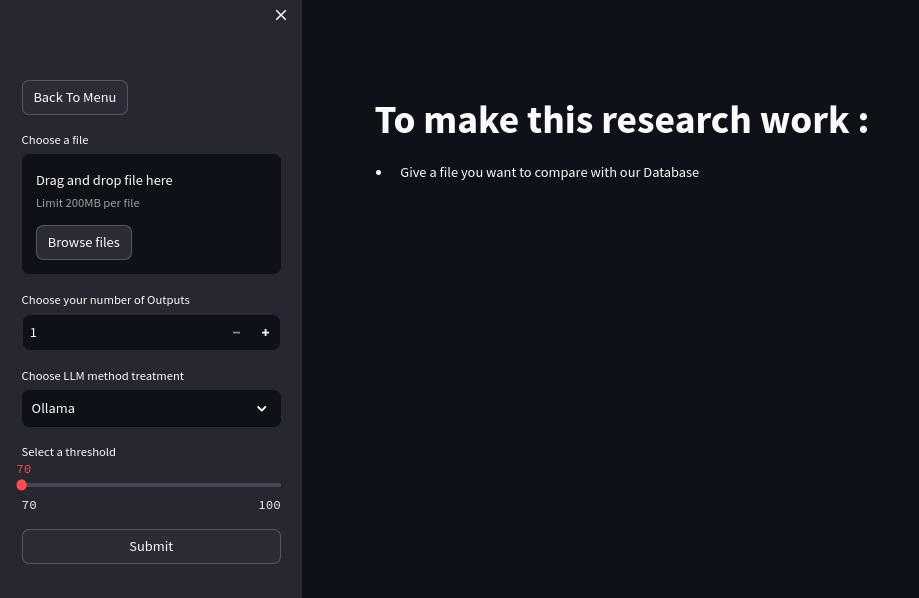 Back To Menu
Choose a file
Drag and drop file here
Limit 200MB per file
Browse files
Choose your number of Outputs
1
Choose LLM method treatment
Ollama
Select a threshold
70
70 100
Submit
To make this research work :
• Give a file you want to compare with our Database